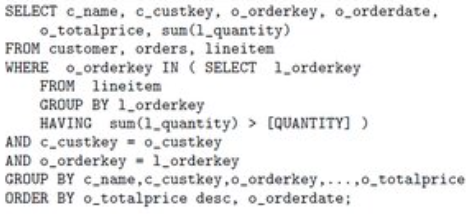 SELECT c_name, c_custkey, o_orderkey, o_orderdate,
o_totalprice, sum(l_quantity)
FROM customer, orders, lineitem
WHERE o_orderkey IN ( SELECT l_orderkey
FROM lineitem
GROUP BY l_orderkey
HAVING sum(l_quantity) > [QUANTITY] )
AND c_custkey = o_custkey
AND o_orderkey = l_orderkey
GROUP BY c_name,c_custkey,o_orderkey,...,o_totalprice
ORDER BY o_totalprice desc, o_orderdate;